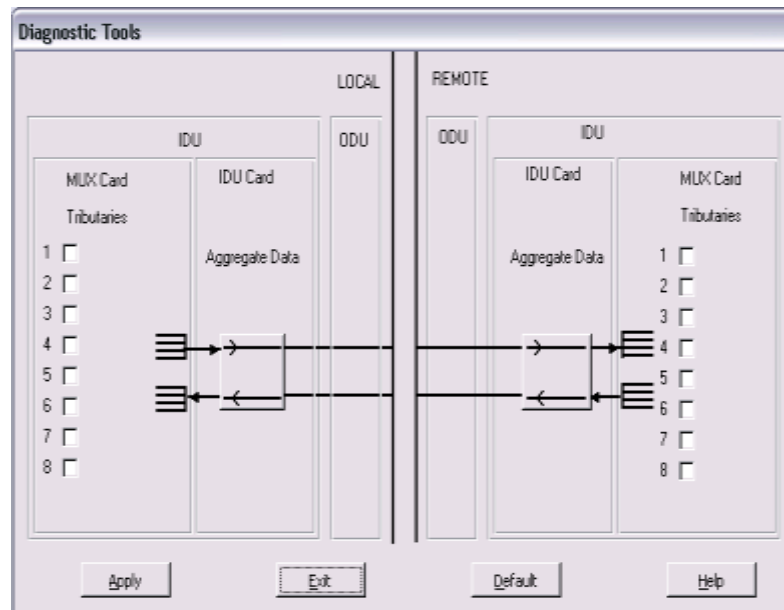 Diagnostic Tools
LOCAL
REMOTE
IDU
ODU
ODU
IDU
MUX Card
IDU Card
IDU Card
MUX Card
Tributaries
Tributaries
Aggregate Data
Aggregate Data
1
2
3
4
5
6
7
8
1
2
3
4
5
6
7
8
Apply
Exit
Default
Help